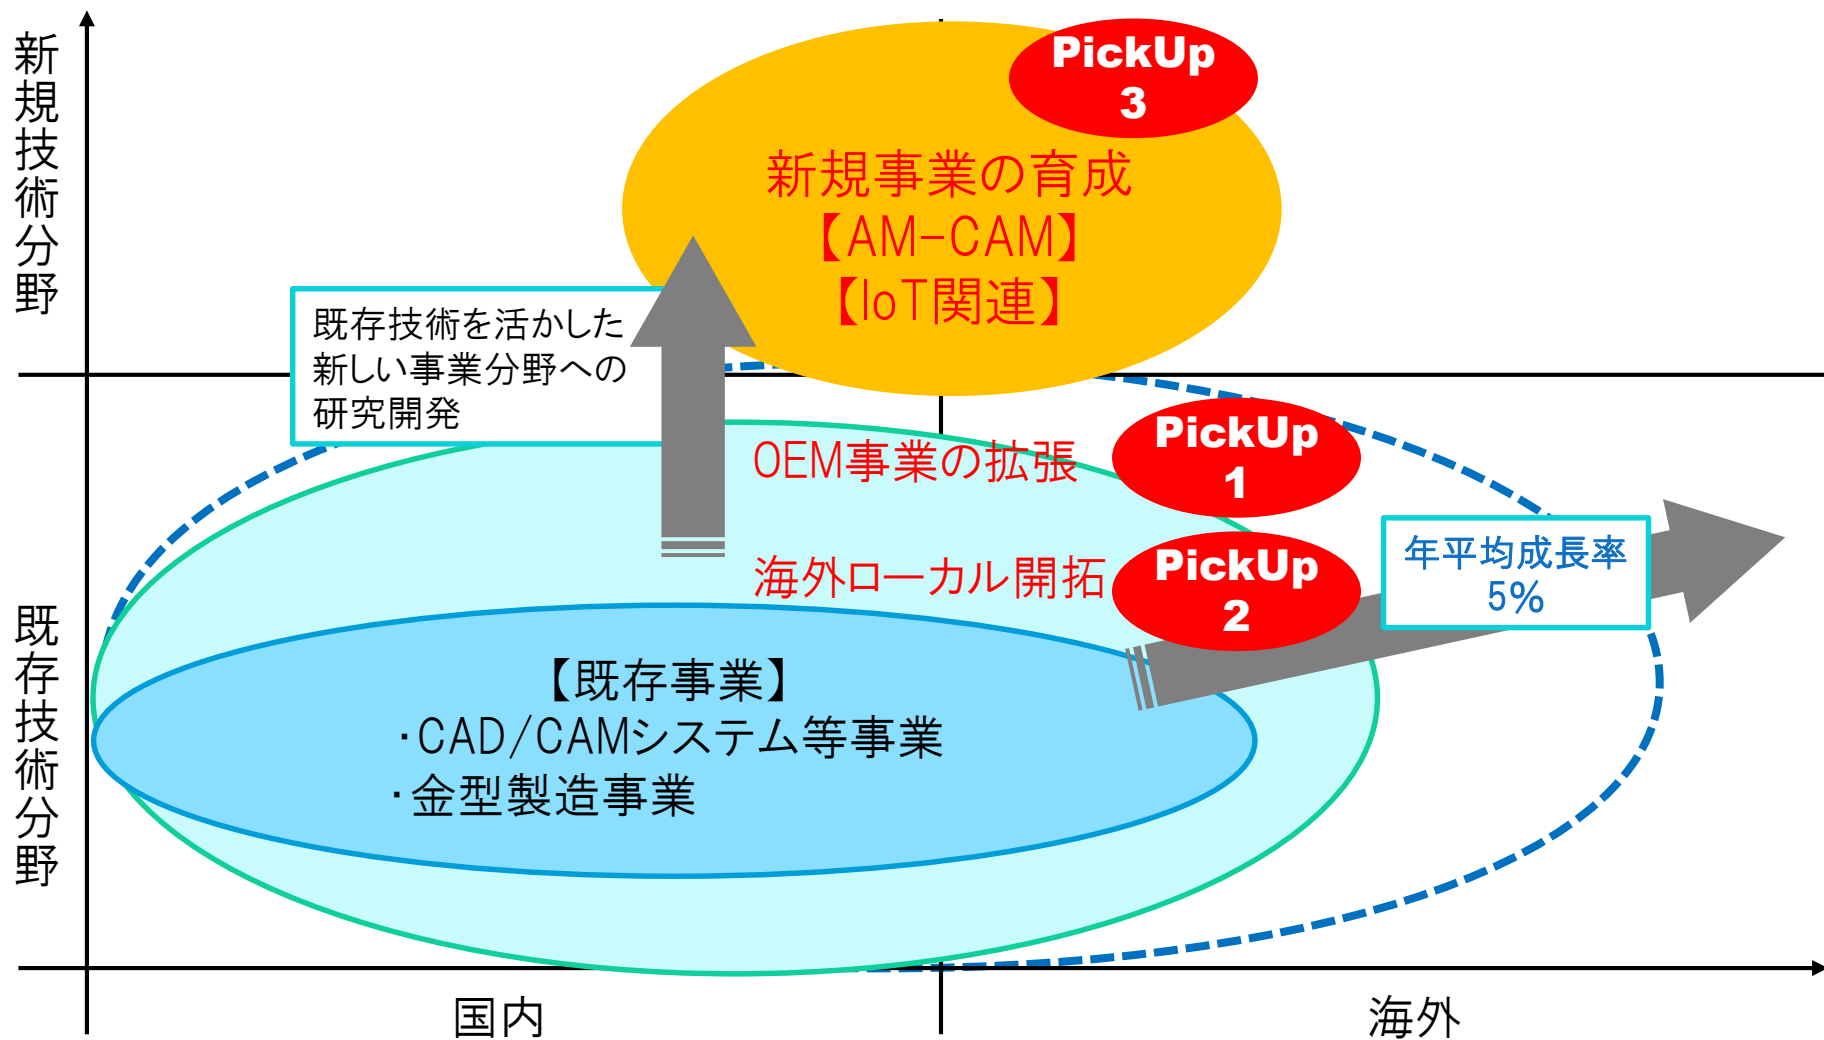 新規技術分野
PickUp
3
新規事業の育成
【AM-CAM】
【IoT関連】
既存技術を活かした
新しい事業分野への
研究開発
OEM事業の拡張
PickUp
1
海外ローカル開拓
PickUp
2
年平均成長率
5%
既存技術分野
【既存事業】
・CAD/CAMシステム等事業
・金型製造事業
国内
海外